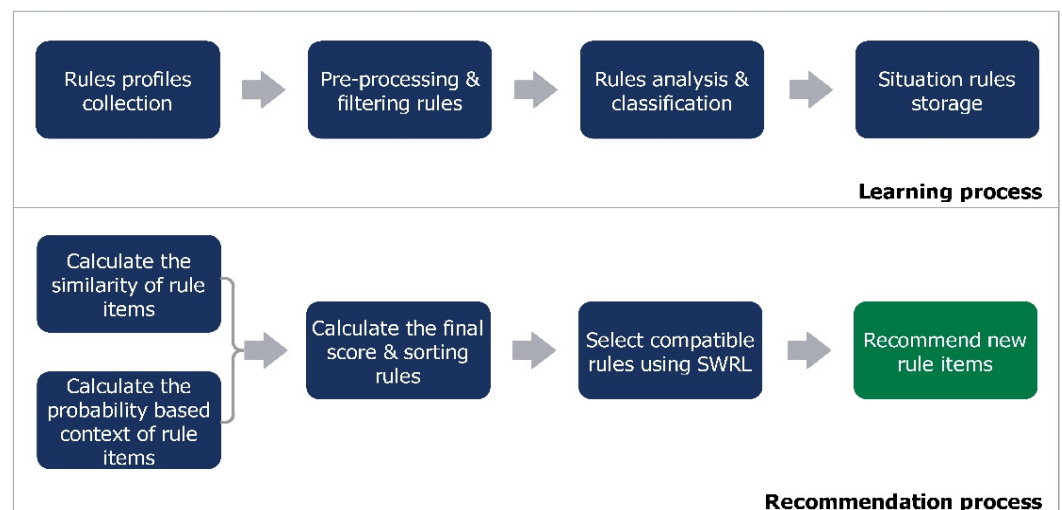 Rules profiles
collection
Pre-processing &
filtering rules
Rules analysis &
classification
Situation rules
storage
Learning process
Calculate the
similarity of rule
items
Calculate the
probability based
context of rule
items
Calculate the final
score & sorting
rules
Select compatible
rules using SWRL
Recommend new
rule items
Recommendation process